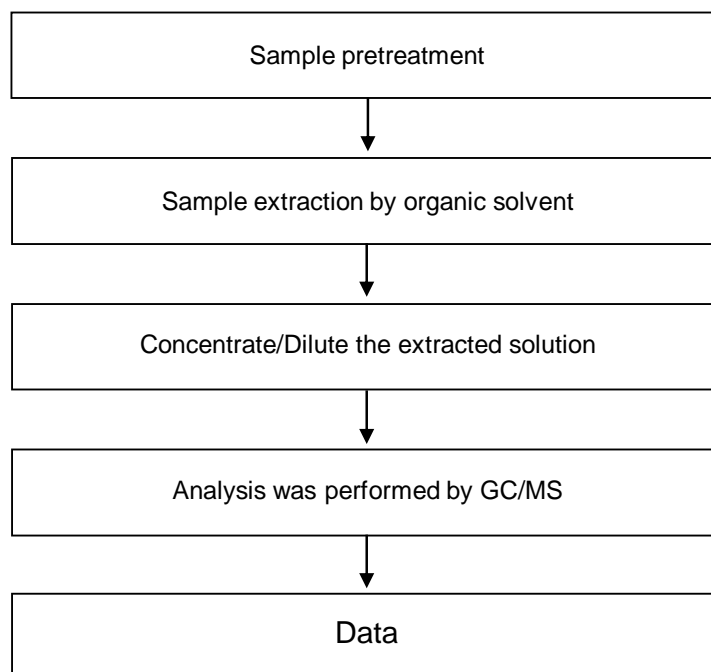 Sample pretreatment
Sample extraction by organic solvent
Concentrate/Dilute the extracted solution
Analysis was performed by GC/MS
Data